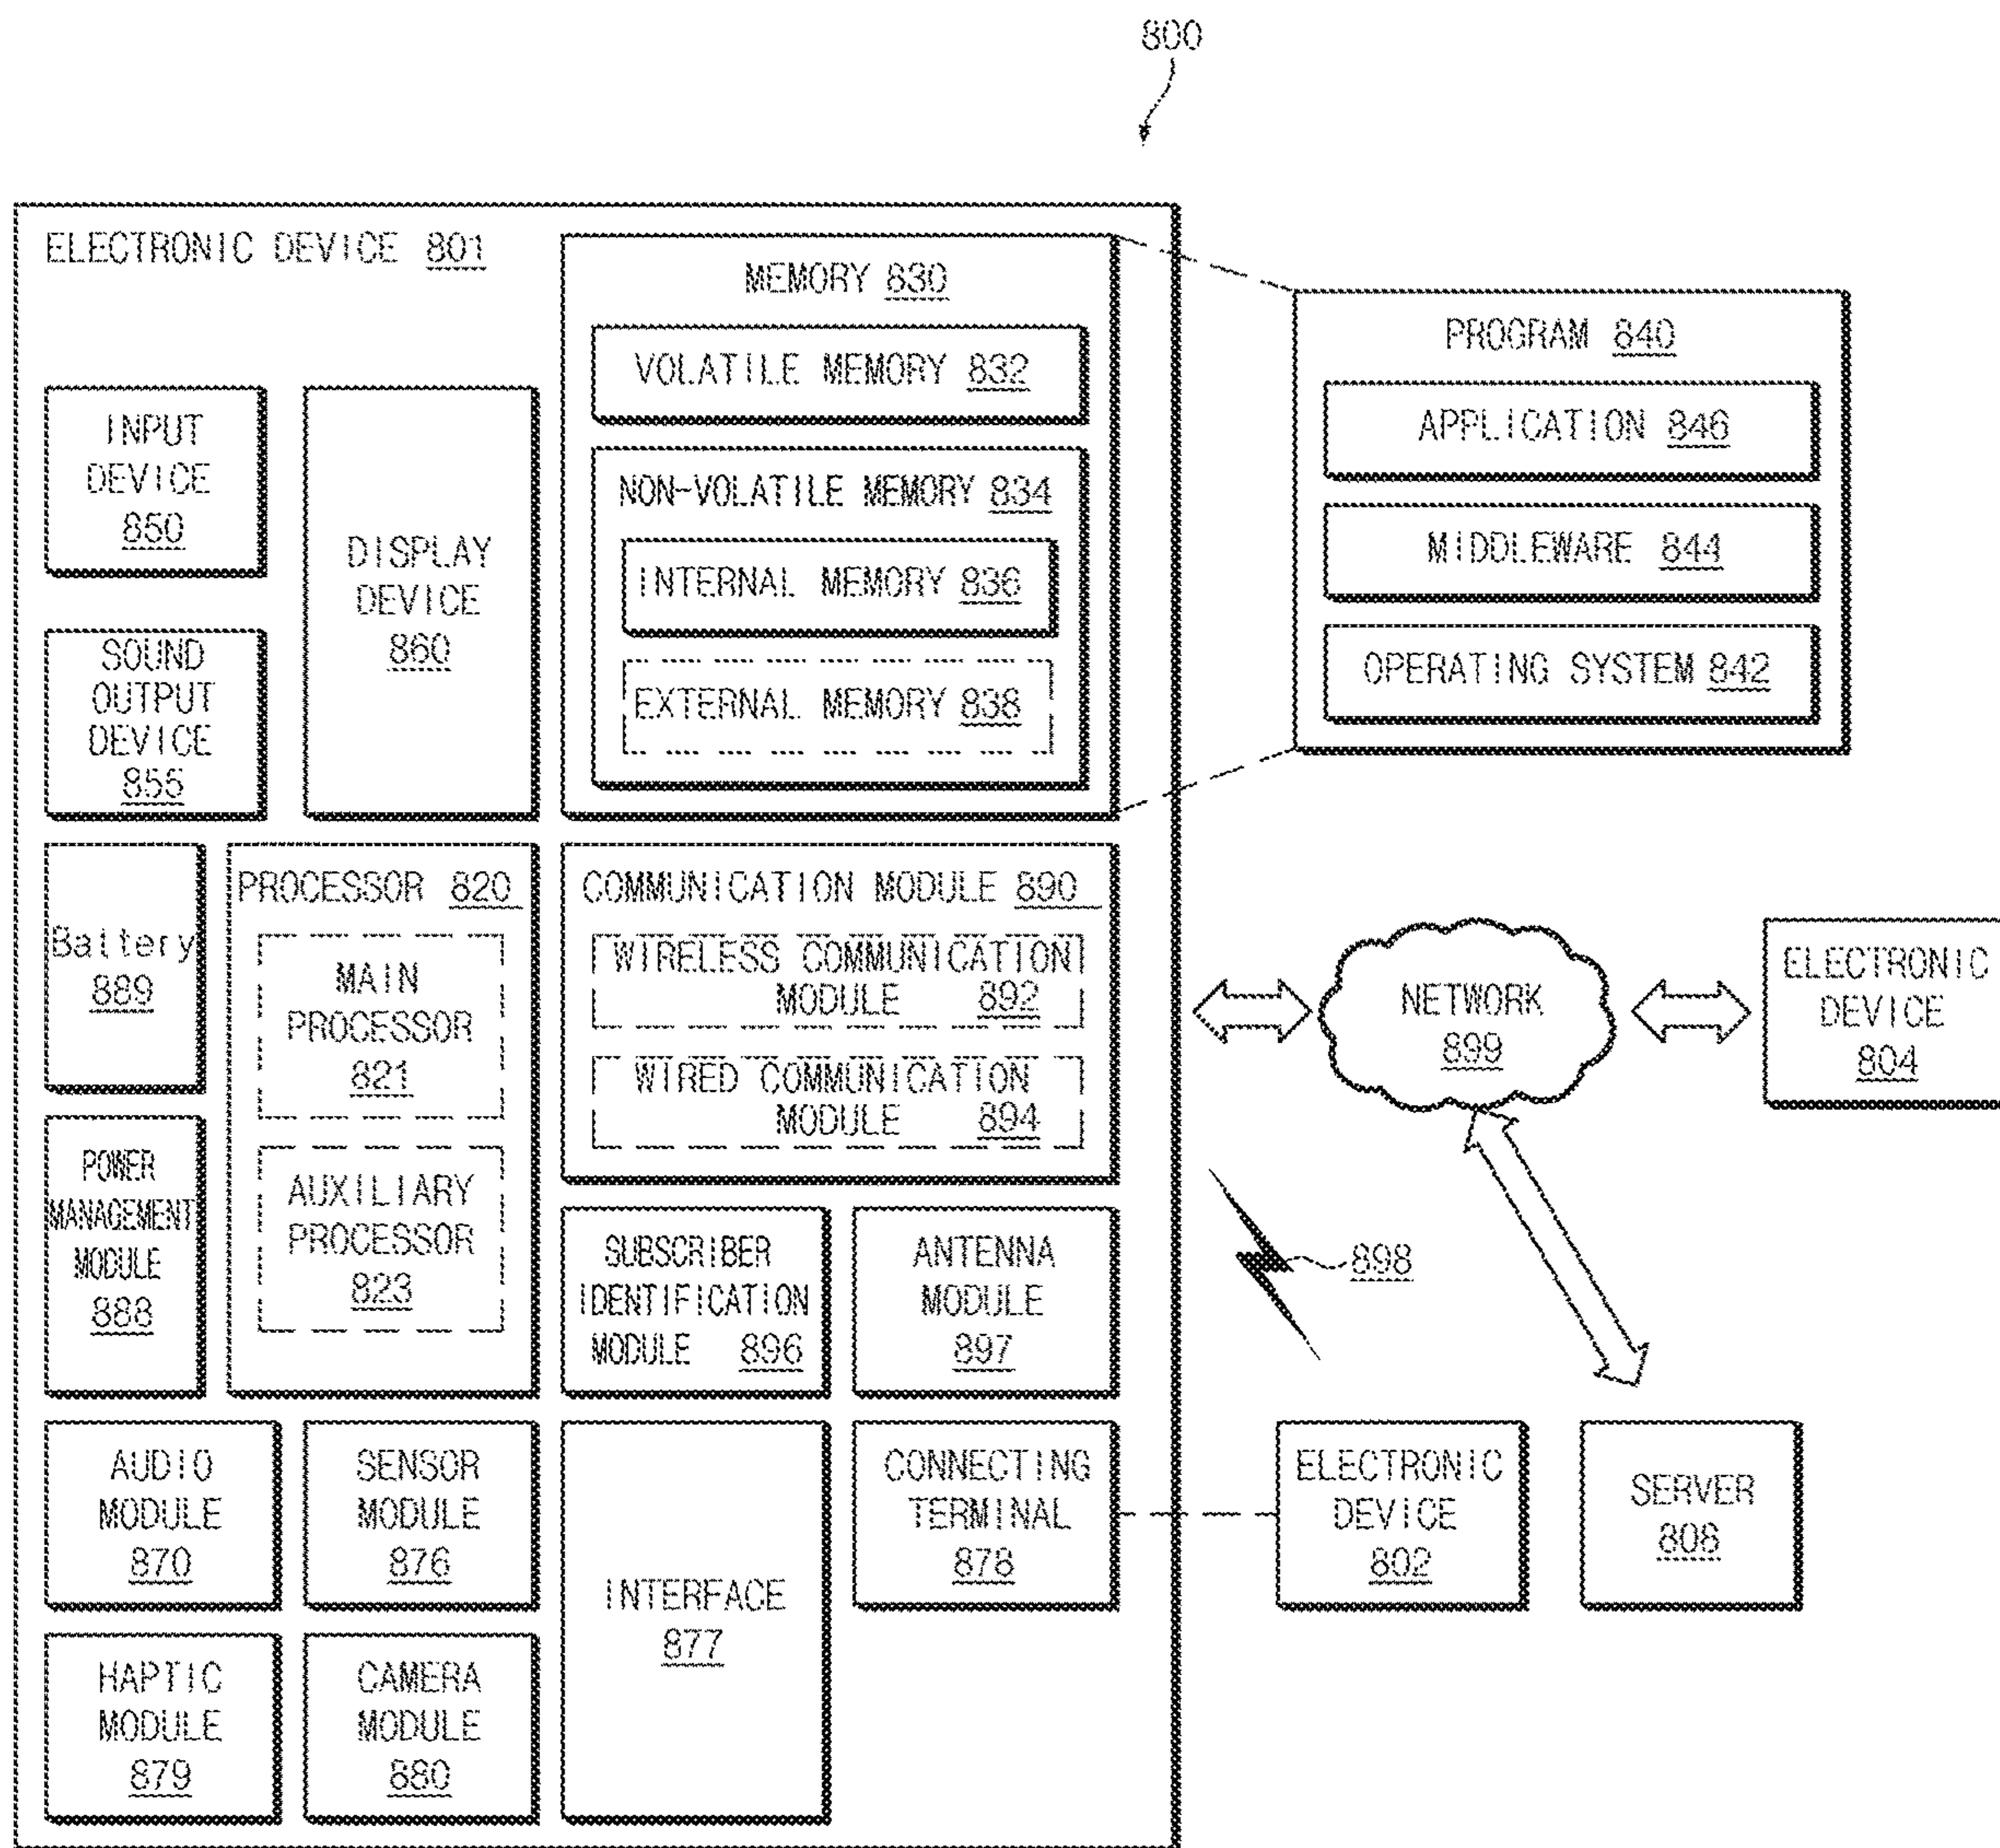 800
ELECTRONIC DEVICE 801
MEMORY 830
VOLATILE MEMORY 832
NON-VOLATILE MEMORY 834
INTERNAL MEMORY 836
EXTERNAL MEMORY 838
PROGRAM 840
APPLICATION 846
MIDDLEWARE 844
OPERATING SYSTEM 842
INPUT
DEVICE
850
SOUND
OUTPUT
DEVICE
855
DISPLAY
DEVICE
860
Battery
889
POWER
MANAGEMENT
MODULE
888
PROCESSOR 820
MAIN
PROCESSOR
821
AUXILIARY
PROCESSOR
823
COMMUNICATION MODULE 890
WIRELESS COMMUNICATION
MODULE 892
WIRED COMMUNICATION
MODULE 894
SUBSCRIBER
IDENTIFICATION
MODULE 896
ANTENNA
MODULE
897
NETWORK
899
ELECTRONIC
DEVICE
804
898
AUDIO
MODULE
870
SENSOR
MODULE
876
INTERFACE
877
CONNECTING
TERMINAL
878
ELECTRONIC
DEVICE
802
SERVER
808
HAPTIC
MODULE
879
CAMERA
MODULE
880